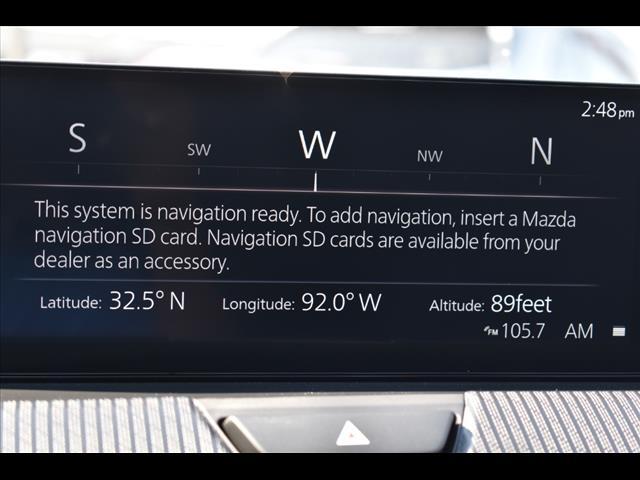 2:48pm
S SW W NW N
This system is navigation ready. To add navigation, insert a Mazda
navigation SD card. Navigation SD cards are available from your
dealer as an accessory.
Latitude: 32.5° N Longitude: 92.0° W Altitude: 89feet
FM 105.7 AM